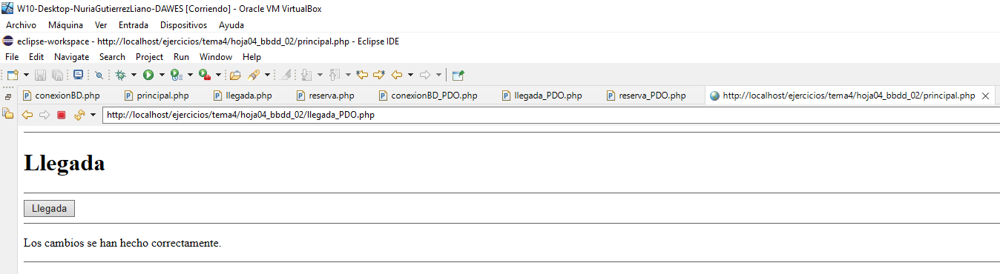 W10-Desktop-NuriaGutierrezLiano-DAWES [Corriendo] - Oracle VM VirtualBox
Archivo Máquina Ver Entrada Dispositivos Ayuda
eclipse-workspace - http://localhost/ejercicios/tema4/hoja04_bbdd_02/principal.php - Eclipse IDE
File Edit Navigate Search Project Run Window Help
conexionBD.php principal.php llegada.php reserva.php conexionBD_PDO.php llegada_PDO.php reserva_PDO.php http://localhost/ejercicios/tema4/hoja04_bbdd_02/principal.php
http://localhost/ejercicios/tema4/hoja04_bbdd_02/llegada_PDO.php
Llegada
Llegada
Los cambios se han hecho correctamente.